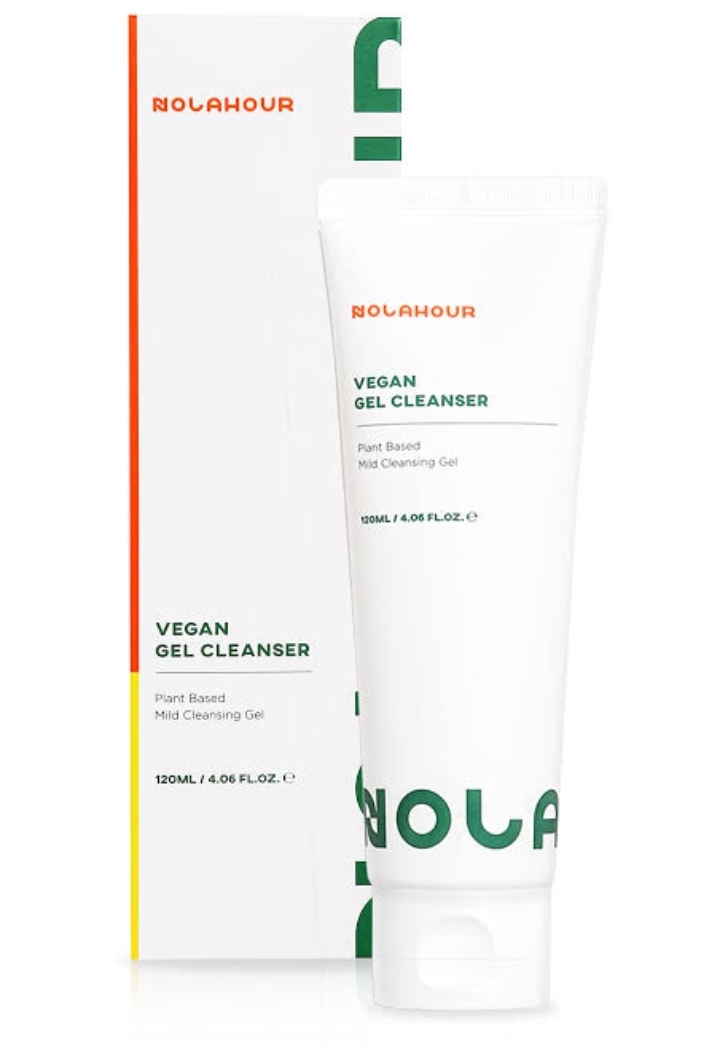 NOLAHOUR
VEGAN
GEL CLEANSER
Plant Based
Mild Cleansing Gel
120ML / 4.06 FL.OZ. ℮
NOLAHOUR
VEGAN
GEL CLEANSER
Plant Based
Mild Cleansing Gel
120ML / 4.06 FL.OZ. ℮
NOLA